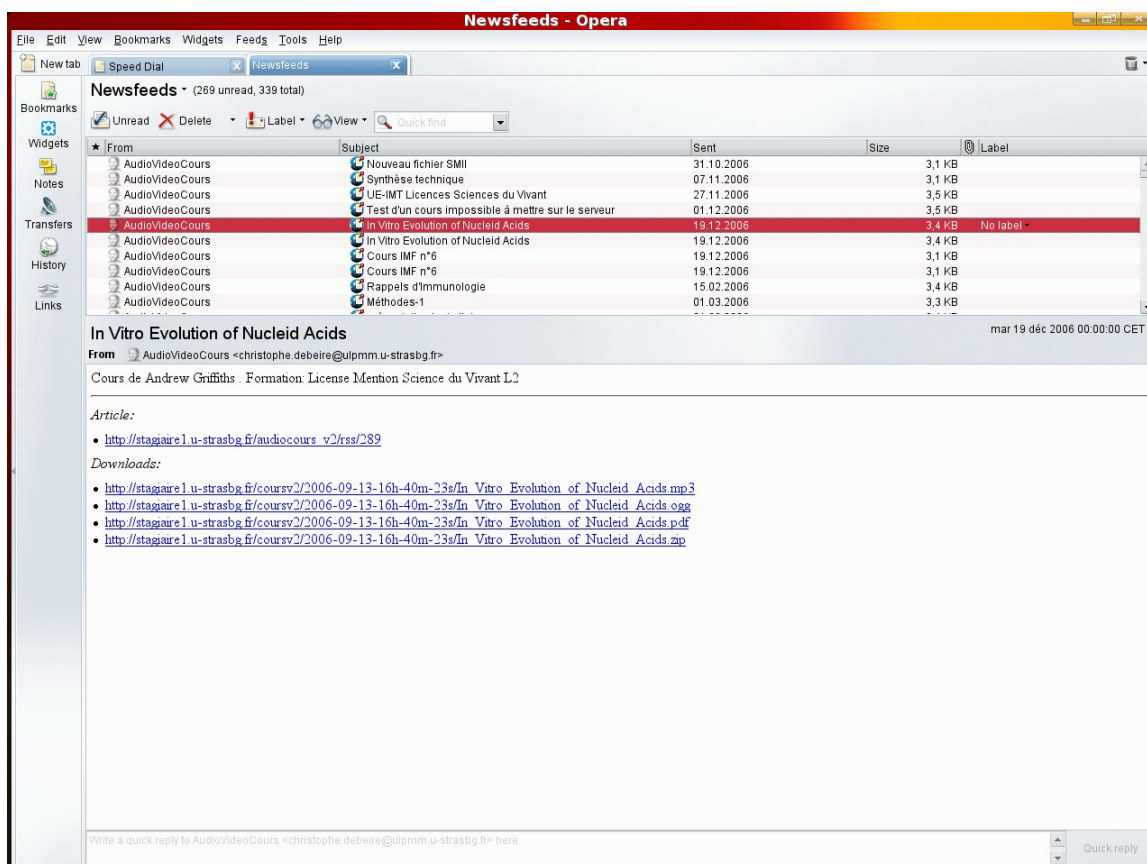 Newsfeeds - Opera
File Edit View Bookmarks Widgets Feeds Tools Help
New tab Speed Dial Newsfeeds
Bookmarks
Widgets
Notes
Transfers
History
Links
Newsfeeds (269 unread, 339 total)
Unread Delete Label View Quick find
From Subject Sent Size Label
AudioVideoCours Nouveau fichier SMII 31.10.2006 3,1 KB
AudioVideoCours Synthèse technique 07.11.2006 3,1 KB
AudioVideoCours UE-IMT Licences Sciences du Vivant 27.11.2006 3,5 KB
AudioVideoCours Test d'un cours impossible à mettre sur le serveur 01.12.2006 3,5 KB
AudioVideoCours In Vitro Evolution of Nucleid Acids 19.12.2006 3,4 KB No label
AudioVideoCours In Vitro Evolution of Nucleid Acids 19.12.2006 3,4 KB
AudioVideoCours Cours IMF n°6 19.12.2006 3,1 KB
AudioVideoCours Cours IMF n°6 19.12.2006 3,1 KB
AudioVideoCours Rappels d'Immunologie 15.02.2006 3,4 KB
AudioVideoCours Méthodes-1 01.03.2006 3,3 KB
In Vitro Evolution of Nucleid Acids mar 19 déc 2006 00:00:00 CET
From AudioVideoCours <christophe.debeire@ulpmm.u-strasbg.fr>
Cours de Andrew Griffiths . Formation: License Mention Science du Vivant L2
Article:
• http://stagiaire1.u-strasbg.fr/audiocours_v2/rss/289
Downloads:
• http://stagiaire1.u-strasbg.fr/coursv2/2006-09-13-16h-40m-23s/In_Vitro_Evolution_of_Nucleid_Acids.mp3
• http://stagiaire1.u-strasbg.fr/coursv2/2006-09-13-16h-40m-23s/In_Vitro_Evolution_of_Nucleid_Acids.ogg
• http://stagiaire1.u-strasbg.fr/coursv2/2006-09-13-16h-40m-23s/In_Vitro_Evolution_of_Nucleid_Acids.pdf
• http://stagiaire1.u-strasbg.fr/coursv2/2006-09-13-16h-40m-23s/In_Vitro_Evolution_of_Nucleid_Acids.zip
Write a quick reply to AudioVideoCours <christophe.debeire@ulpmm.u-strasbg.fr> here Quick reply